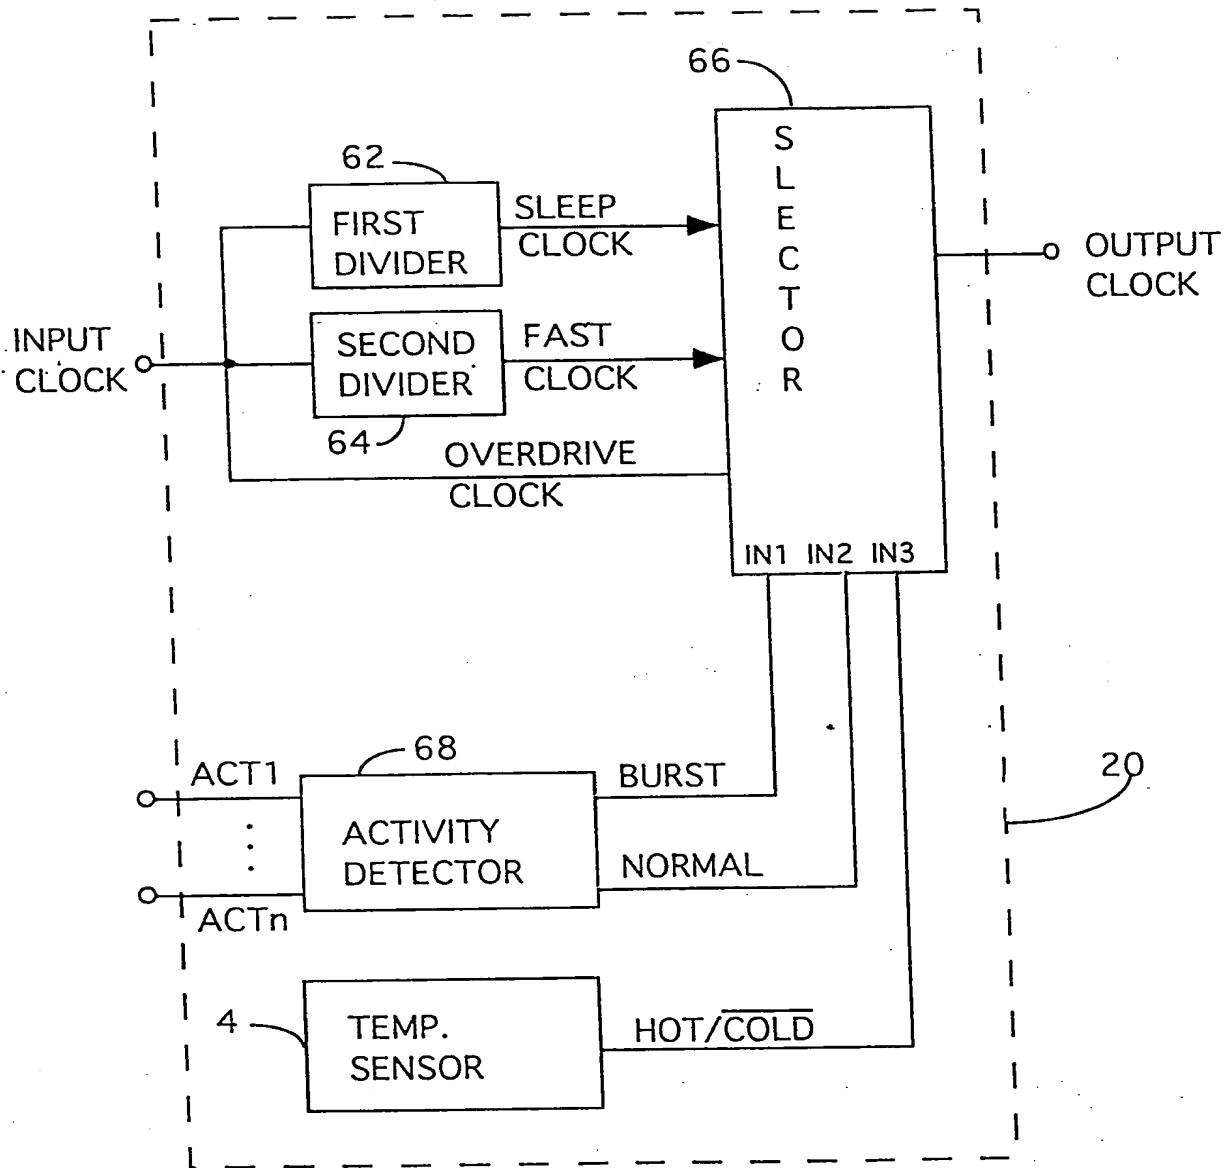 66
S
L
E
C
T
O
R
62
FIRST
DIVIDER
SLEEP
CLOCK
OUTPUT
CLOCK
INPUT
CLOCK
SECOND
DIVIDER
FAST
CLOCK
64
OVERDRIVE
CLOCK
IN1 IN2 IN3
ACT1
68
BURST
20
ACTIVITY
DETECTOR
NORMAL
ACTn
4
TEMP.
SENSOR
HOT/C̅O̅L̅D̅